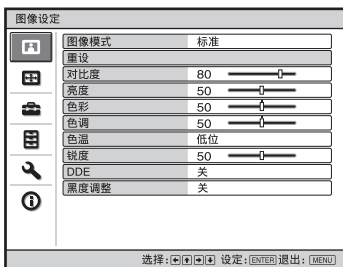 图像设定
图像模式 标准
重设
对比度 80
亮度 50
色彩 50
色调 50
色温 低位
锐度 50
DDE 关
黑度调整 关
选择:←↑→↓ 设定:ENTER 退出:MENU